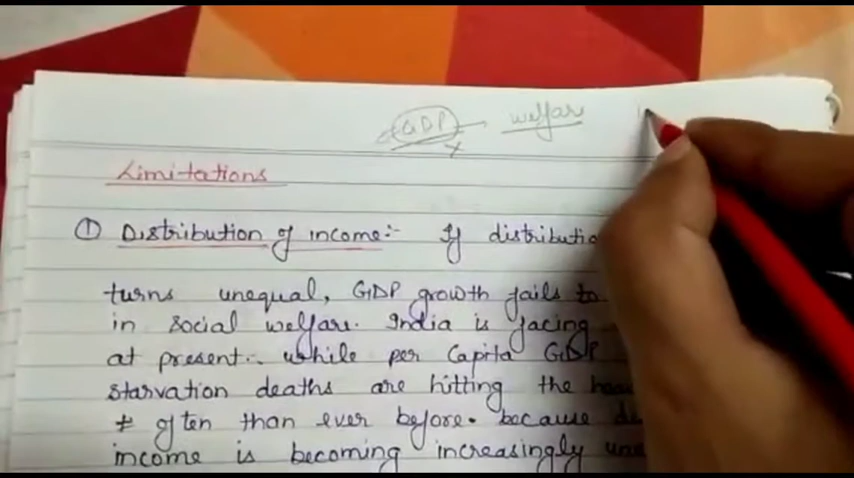 GDP welfare
Limitations
① Distribution of income:- If distributio
turns unequal, GDP growth fails to
in social welfare. India is facing
at present. while per Capita GDP
starvation deaths are hitting the
often than ever before. because de
income is becoming increasingly une